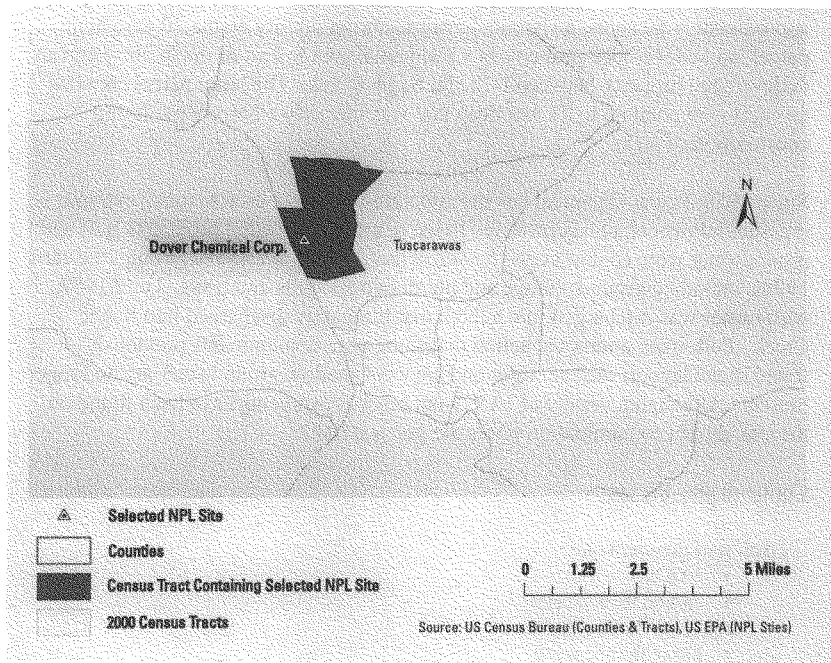 N
Dover Chemical Corp.
Tuscarawas
Selected NPL Site
Counties
Census Tract Containing Selected NPL Site
2000 Census Tracts
0 1.25 2.5 5 Miles
Source: US Census Bureau (Counties & Tracts), US EPA (NPL Sties)